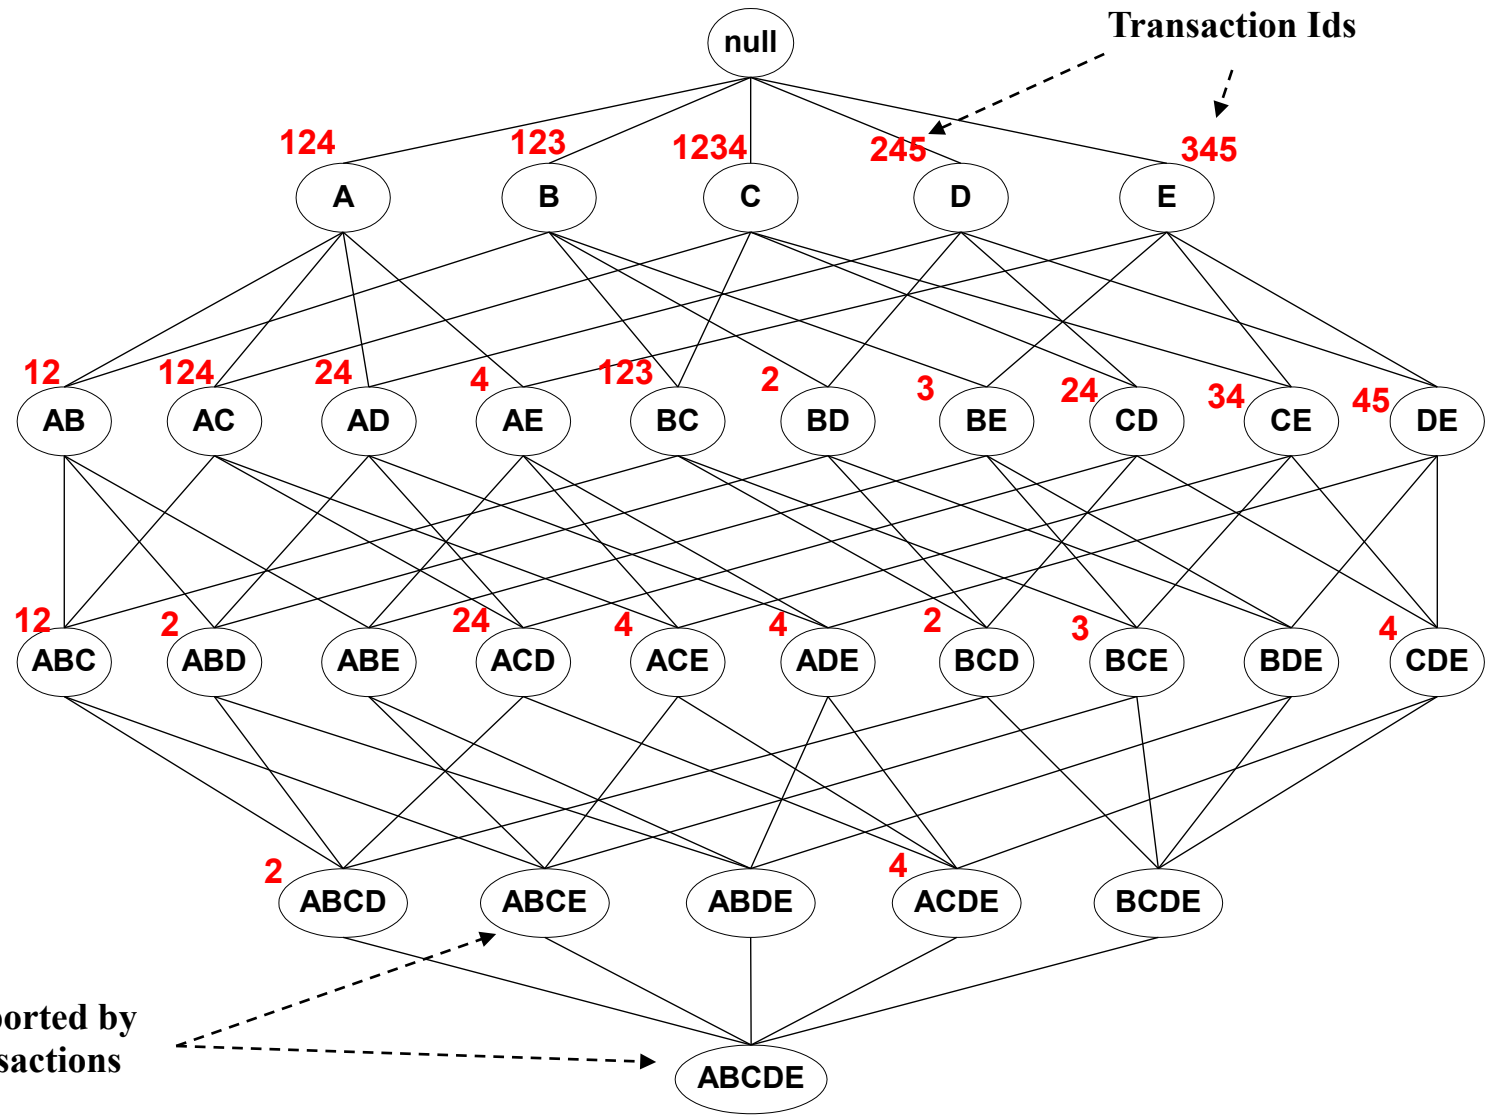 Transaction Ids
null
124 123 1234 245 345
A B C D E
12 124 24 4 123 2 3 24 34 45
AB AC AD AE BC BD BE CD CE DE
12 2 24 4 4 2 3 4
ABC ABD ABE ACD ACE ADE BCD BCE BDE CDE
2 4
ABCD ABCE ABDE ACDE BCDE
by
ABCDE